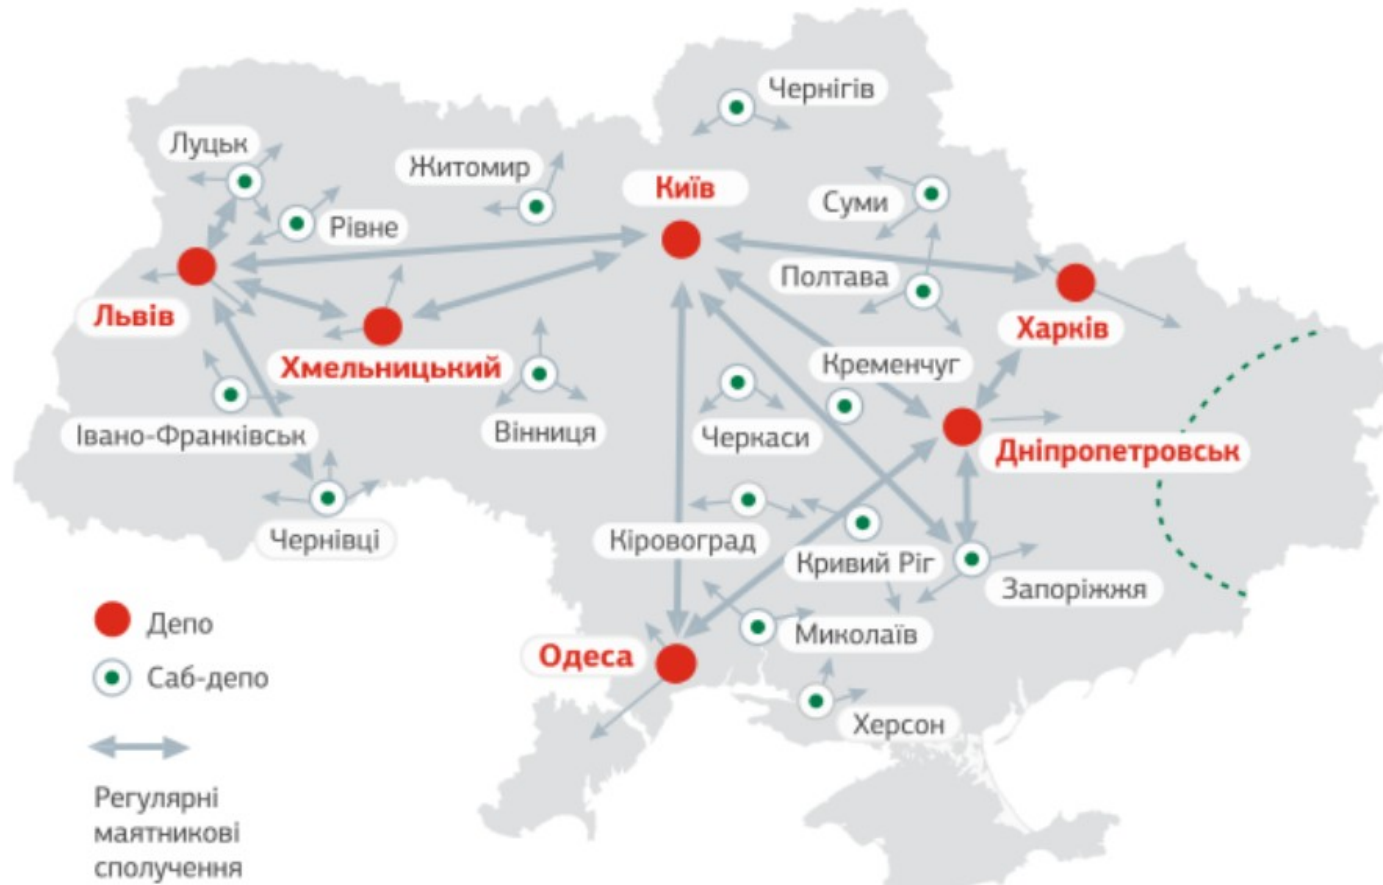 Чернігів
Луцьк
Житомир
Київ
Суми
Рівне
Полтава
Львів
Харків
Хмельницький
Кременчуг
Івано-Франківськ
Вінниця
Черкаси
Дніпропетровськ
Чернівці
Кіровоград
Кривий Ріг
Запоріжжя
Депо
Миколаїв
Одеса
Саб-депо
Херсон
Регулярні
маятникові
сполучення